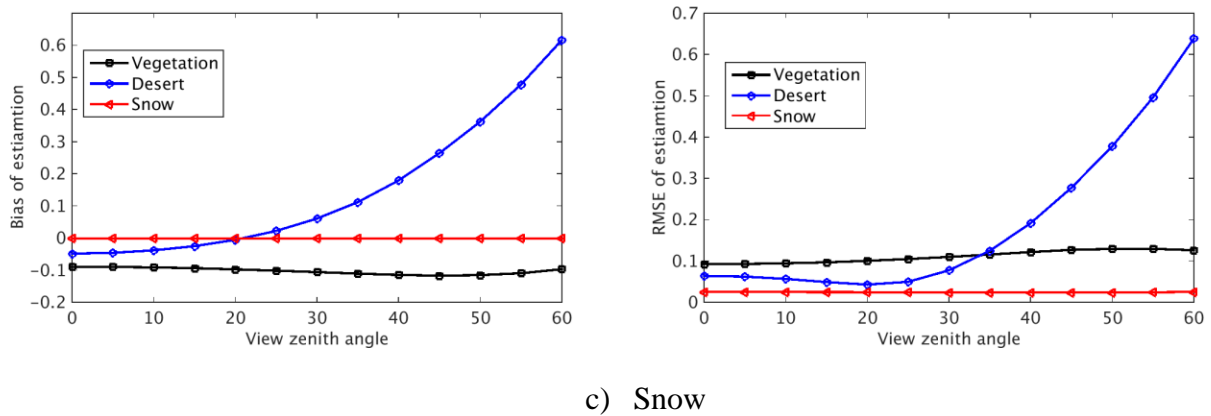 0.6
0.5
0.4
0.3
0.2
0.1
0
-0.1
-0.2
Bias of estiamtion
Vegetation
Desert
Snow
0 10 20 30 40 50 60
View zenith angle
0.7
0.6
0.5
0.4
0.3
0.2
0.1
0
RMSE of estiamtion
Vegetation
Desert
Snow
0 10 20 30 40 50 60
View zenith angle
c) Snow